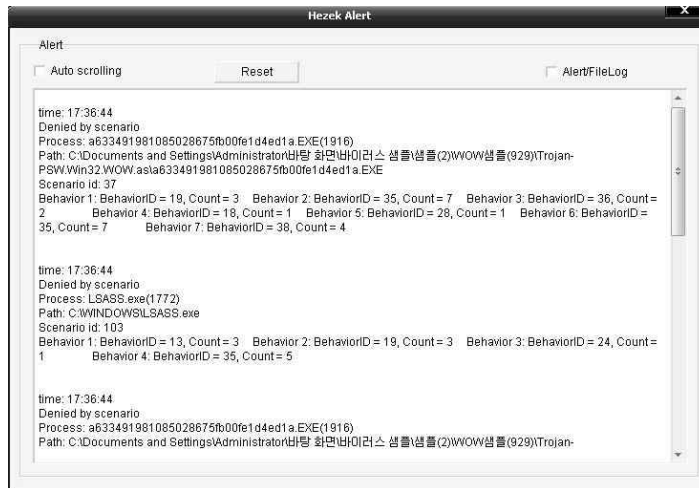 Hezek Alert
X
Alert
Auto scrolling
Reset
Alert/FileLog
time: 17:36:44
Denied by scenario
Process: a633491981085028675fb00fe1d4ed1a.EXE(1916)
Path: C:\Documents and Settings\Administrator\바탕 화면\바이러스 샘플\샘플(2)\WOW샘플(929)\Trojan-
PSW.Win32.WOW.as\a633491981085028675fb00fe1d4ed1a.EXE
Scenario id: 37
Behavior 1: BehaviorID = 19, Count = 3 Behavior 2: BehaviorID = 35, Count = 7 Behavior 3: BehaviorID = 36, Count =
2 Behavior 4: BehaviorID = 18, Count = 1 Behavior 5: BehaviorID = 28, Count = 1 Behavior 6: BehaviorID =
35, Count = 7 Behavior 7: BehaviorID = 38, Count = 4
time: 17:36:44
Denied by scenario
Process: LSASS.exe(1772)
Path: C:\WINDOWS\LSASS.exe
Scenario id: 103
Behavior 1: BehaviorID = 13, Count = 3 Behavior 2: BehaviorID = 19, Count = 3 Behavior 3: BehaviorID = 24, Count =
1 Behavior 4: BehaviorID = 35, Count = 5
time: 17:36:44
Denied by scenario
Process: a633491981085028675fb00fe1d4ed1a.EXE(1916)
Path: C:\Documents and Settings\Administrator\바탕 화면\바이러스 샘플\샘플(2)\WOW샘플(929)\Trojan-